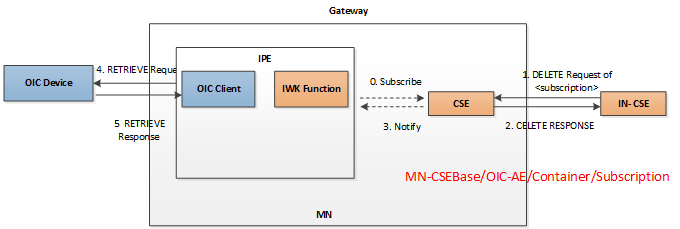 Gateway
IPE
4. RETRIEVE Reque
OIC Device
OIC Client
IWK Function
0. Subscribe
1. DELETE Request of
<subscription>
CSE
IN- CSE
5 RETRIEVE
Response
3. Notify
2. CELETE RESPONSE
MN-CSEBase/OIC-AE/Container/Subscription
MN